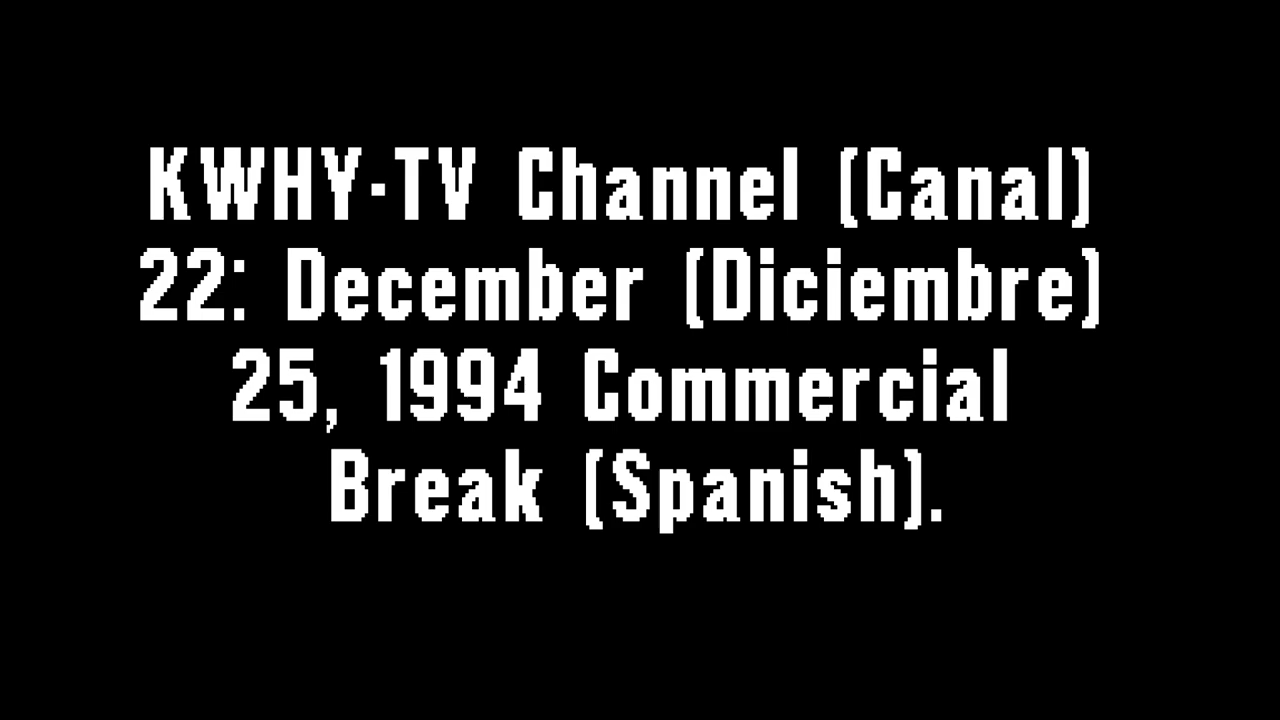 KWHY-TV Channel (Canal)
22: December (Diciembre)
25, 1994 Commercial
Break (Spanish).